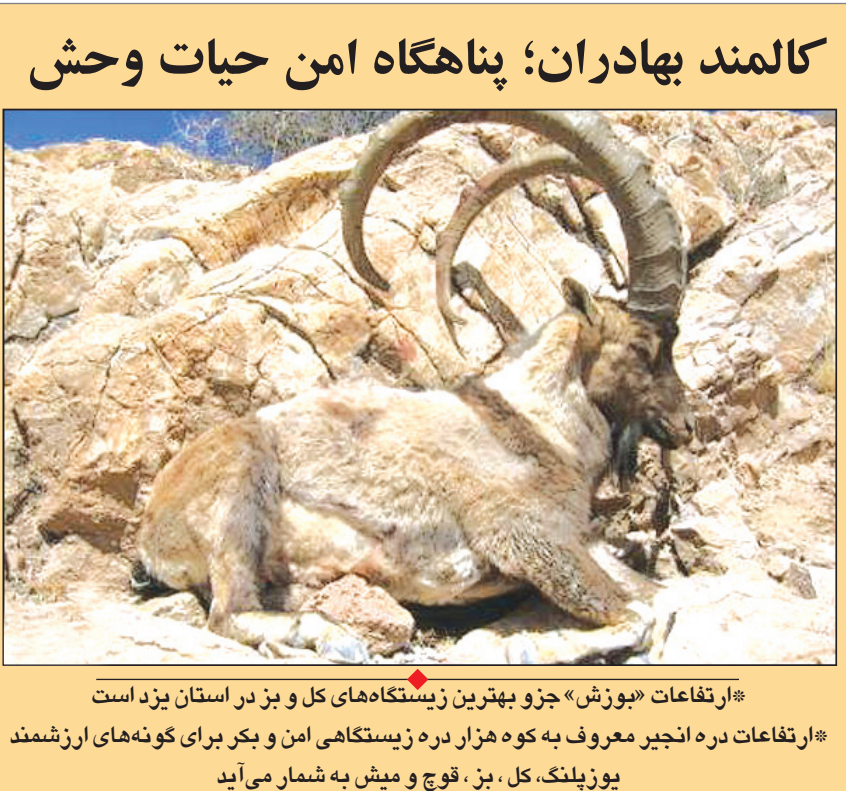 کالمند بهادران؛ پناهگاه امن حیات وحش
*ارتفاعات «بوزش» جزو بهترین زیستگاه‌های کل و بز در استان یزد است
*ارتفاعات دره انجیر معروف به کوه هزار دره زیستگاهی امن و بکر برای گونه‌های ارزشمند
یوزپلنگ، کل ، بز ، قوچ و میش به شمار می‌آید